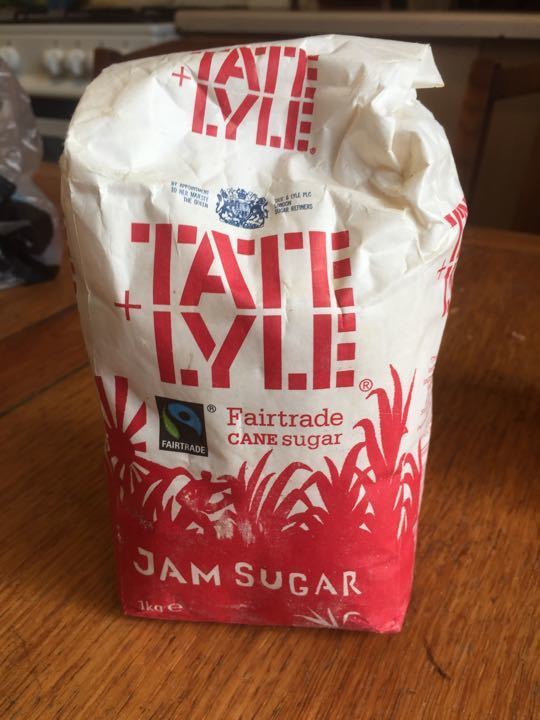 TATE
+LYLE®
BY APPOINTMENT
TO HER MAJESTY
THE QUEEN
TATE & LYLE PLC
LONDON
SUGAR REFINERS
TATE
+LYLE®
FAIRTRADE
®
Fairtrade
CANE sugar
JAM SUGAR
1kg e